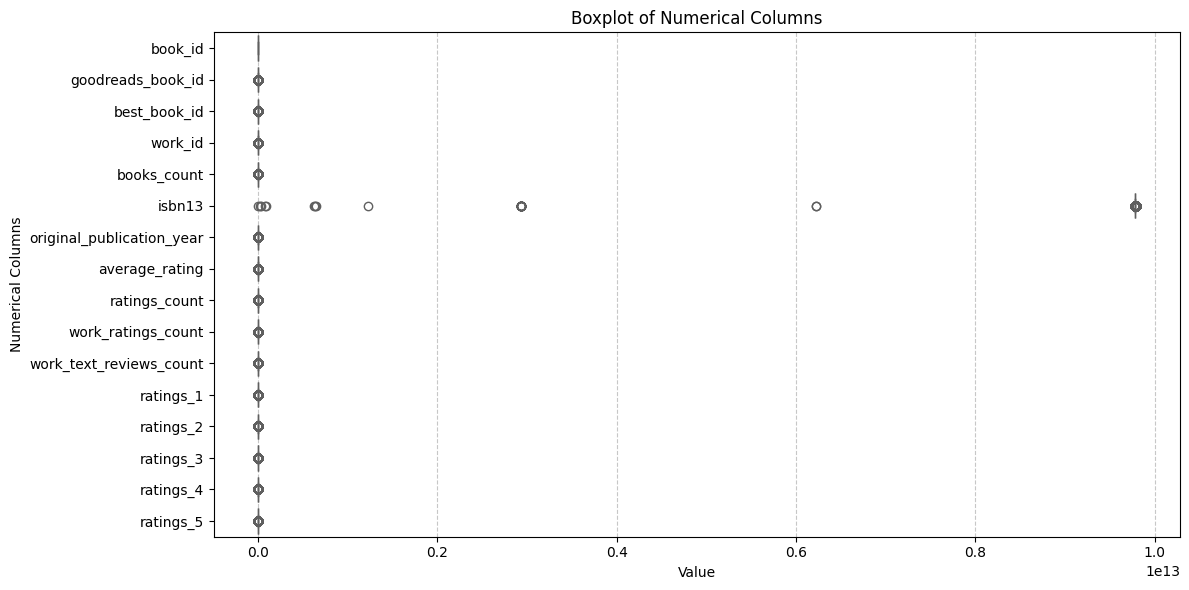 Boxplot of Numerical Columns
Numerical Columns
book_id
goodreads_book_id
best_book_id
work_id
books_count
isbn13
original_publication_year
average_rating
ratings_count
work_ratings_count
work_text_reviews_count
ratings_1
ratings_2
ratings_3
ratings_4
ratings_5
0.0 0.2 0.4 0.6 0.8 1.0
1e13
Value